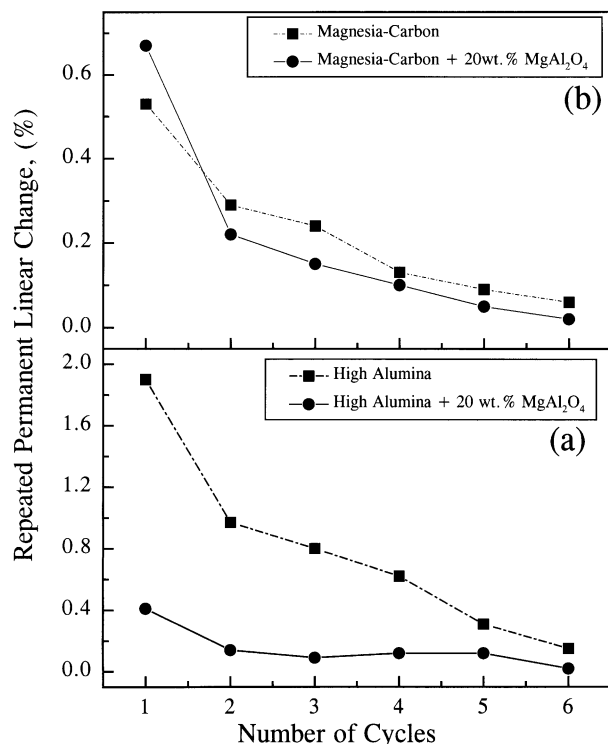 Magnesia-Carbon
Magnesia-Carbon + 20wt.% MgAl₂O₄
(b)
0.6
0.4
0.2
0.0
Repeated Permanent Linear Change, (%)
High Alumina
High Alumina + 20 wt.% MgAl₂O₄
(a)
2.0
1.6
1.2
0.8
0.4
0.0
1 2 3 4 5 6
Number of Cycles